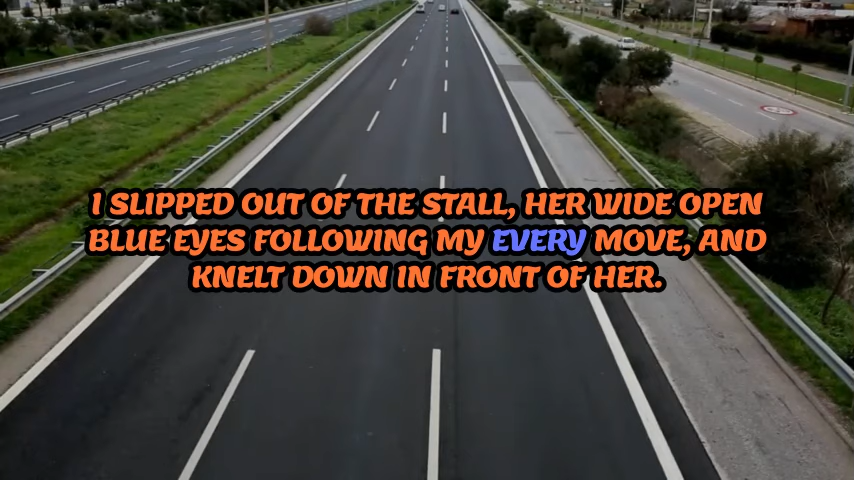 I SLIPPED OUT OF THE STALL, HER WIDE OPEN
BLUE EYES FOLLOWING MY EVERY MOVE, AND
KNELT DOWN IN FRONT OF HER.